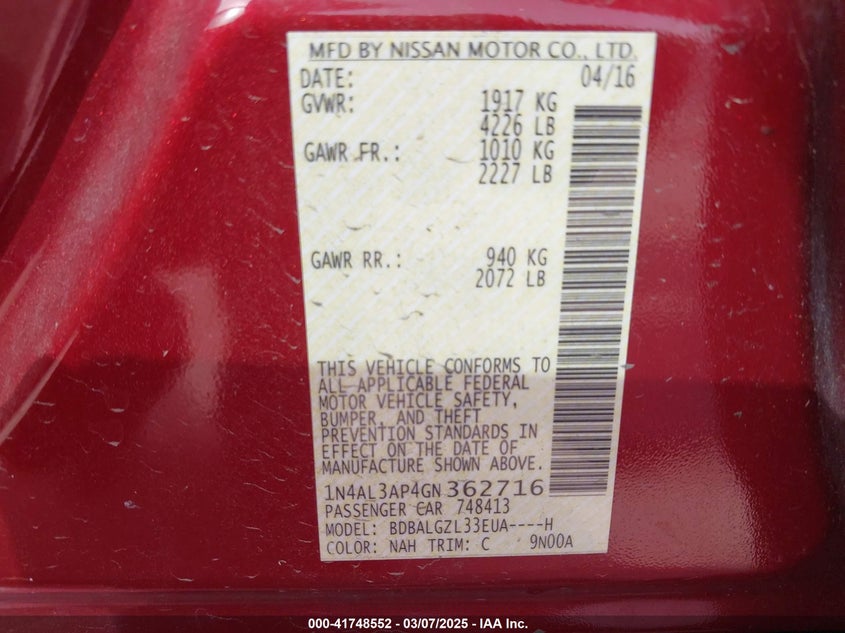 MFD BY NISSAN MOTOR CO., LTD.
DATE: 04/16
GVWR: 1917 KG
4226 LB
GAWR FR.: 1010 KG
2227 LB
GAWR RR.: 940 KG
2072 LB
THIS VEHICLE CONFORMS TO
ALL APPLICABLE FEDERAL
MOTOR VEHICLE SAFETY,
BUMPER, AND THEFT
PREVENTION STANDARDS IN
EFFECT ON THE DATE OF
MANUFACTURE SHOWN ABOVE.
1N4AL3AP4GN362716
PASSENGER CAR 748413
MODEL: BDBALGZL33EUA----H
COLOR: NAH TRIM: C 9N00A
000-41748552 — 03/07/2025 — IAA Inc.